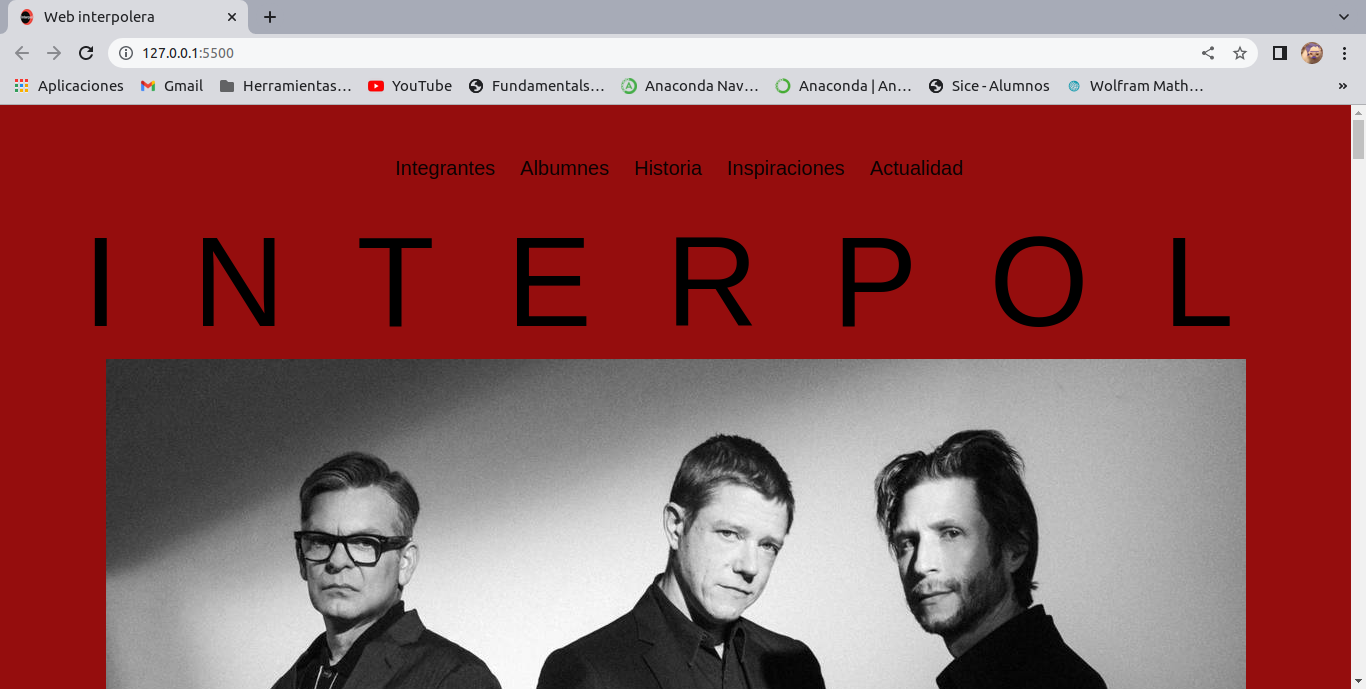 Web interpolera
127.0.0.1:5500
Aplicaciones Gmail Herramientas... YouTube Fundamentals... Anaconda Nav... Anaconda | An... Sice - Alumnos Wolfram Math... »
Integrantes Albumnes Historia Inspiraciones Actualidad
I N T E R P O L